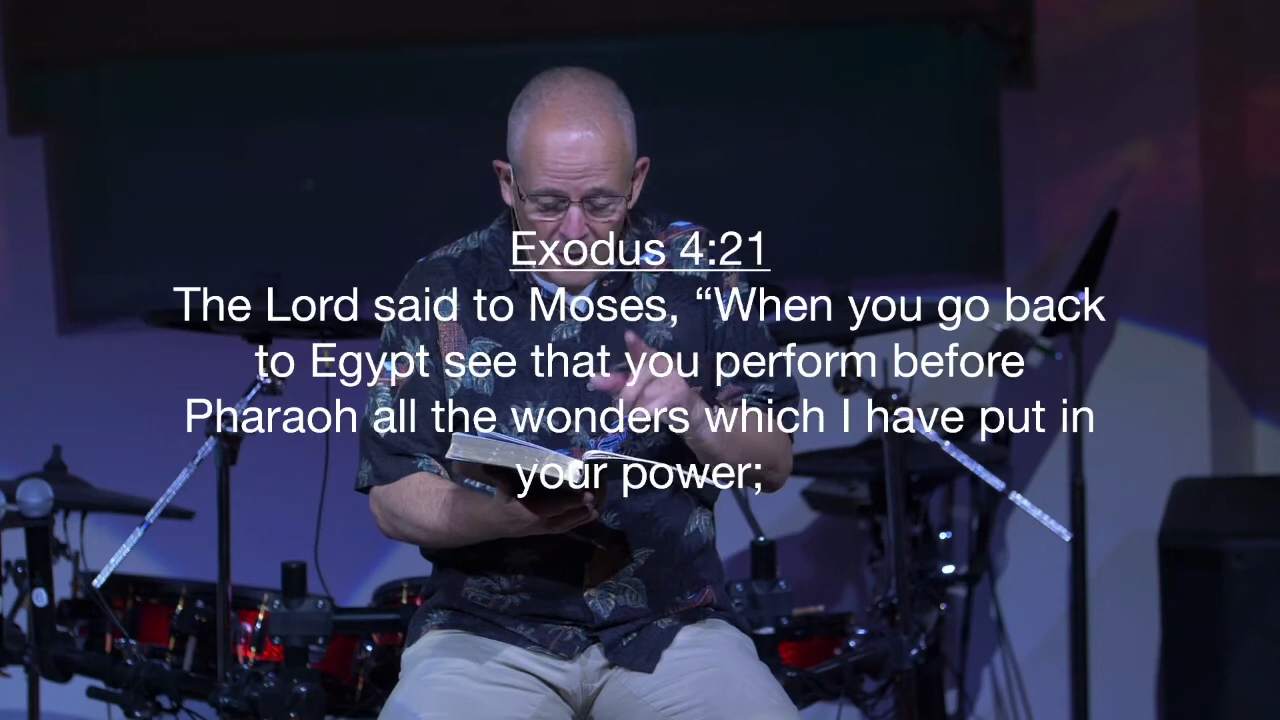 Exodus 4:21
The Lord said to Moses, “When you go back
to Egypt see that you perform before
Pharaoh all the wonders which I have put in
your power;